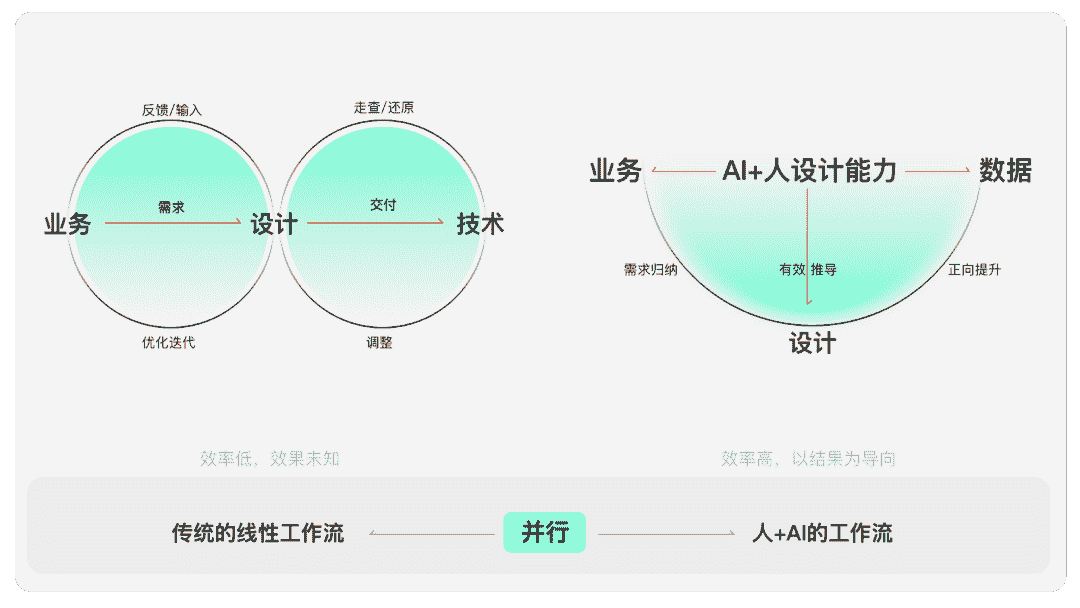 反馈/输入
走查/还原
业务
需求
设计
交付
技术
优化迭代
调整
业务
AI+人设计能力
数据
需求归纳
有效 推导
正向提升
设计
效率低，效果未知
效率高，以结果为导向
传统的线性工作流
并行
人+AI的工作流